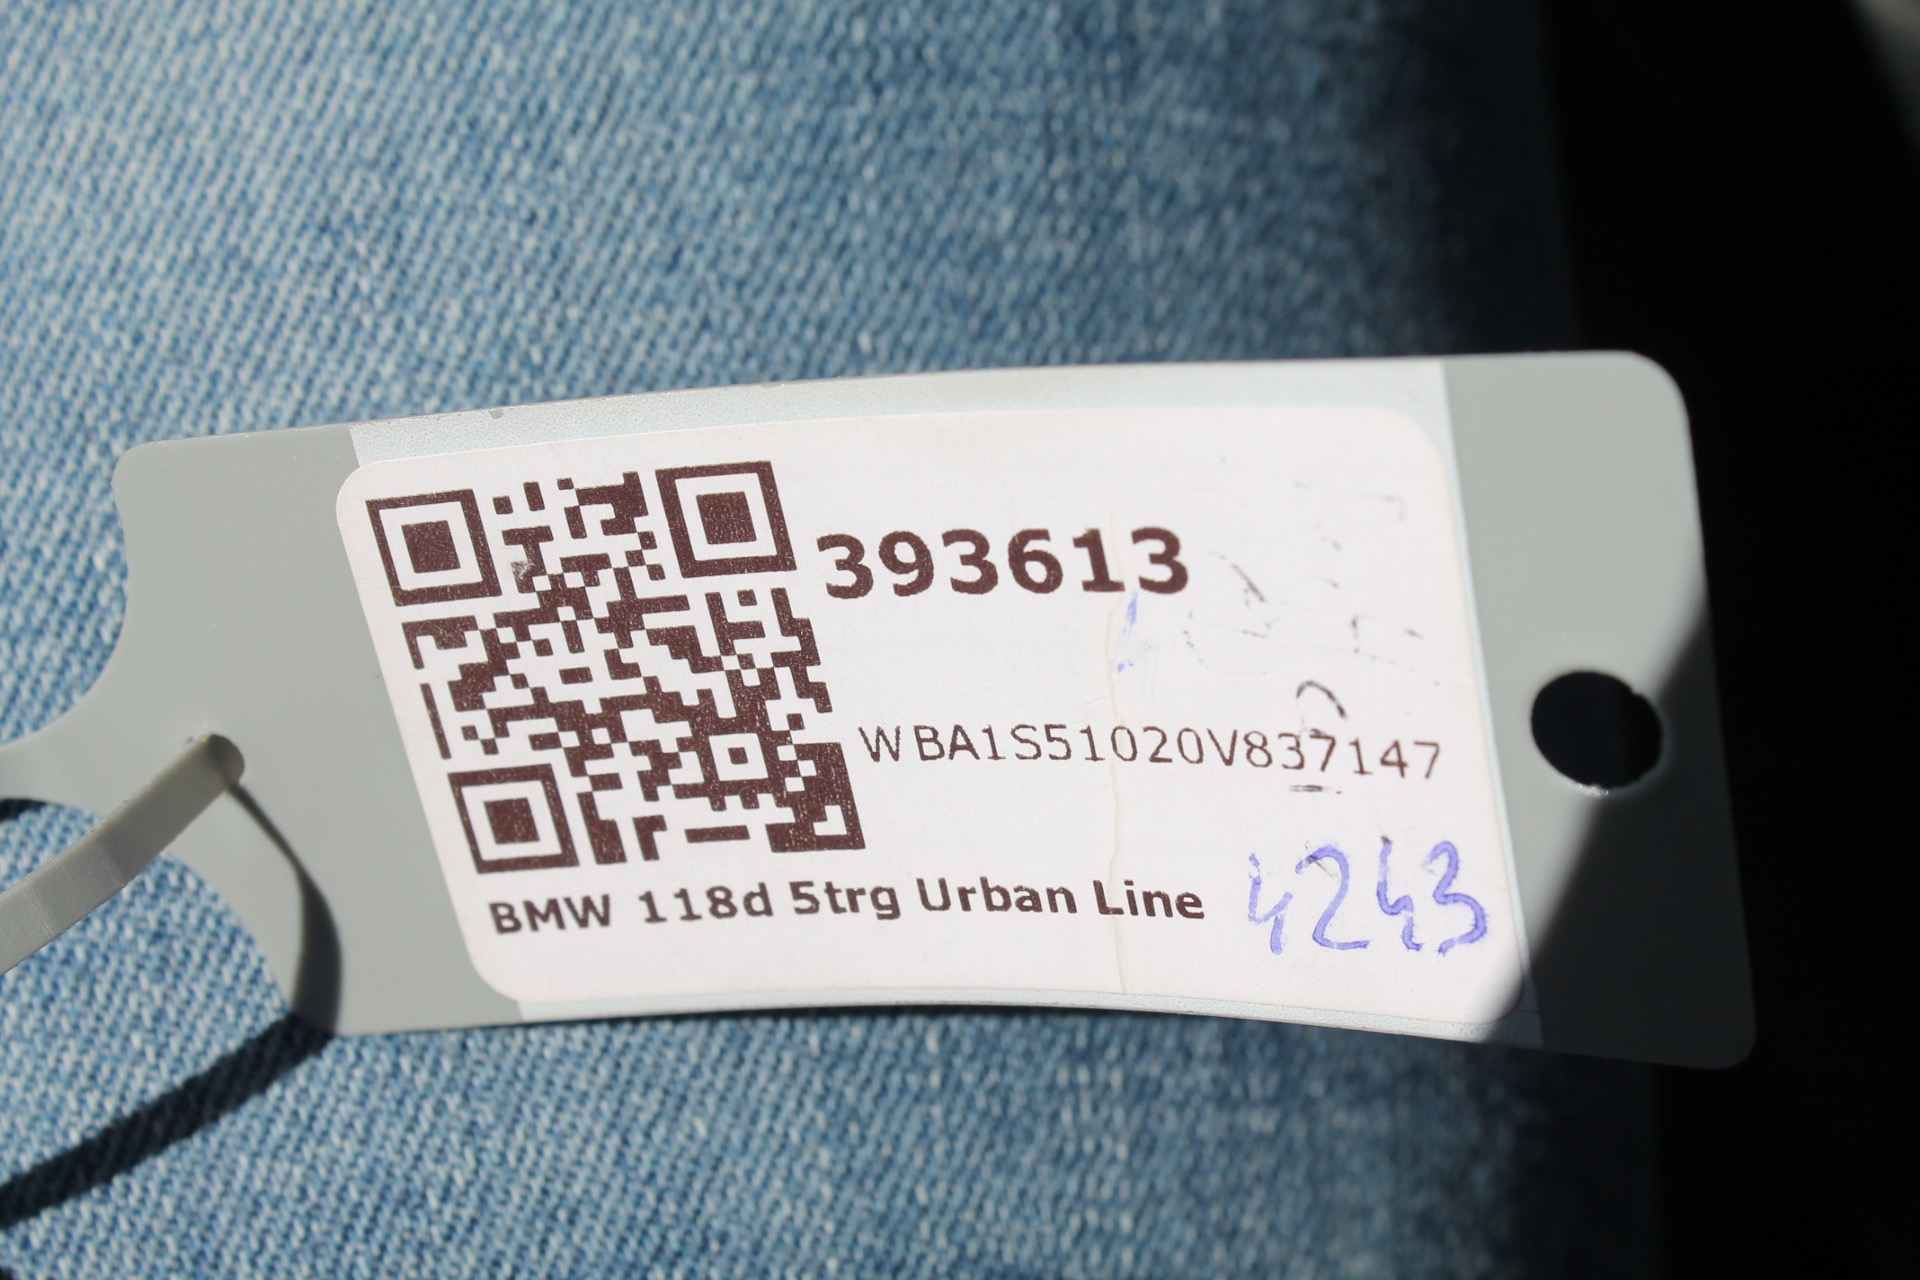 393613
WBA1S51020V837147
BMW 118d 5trg Urban Line
4243